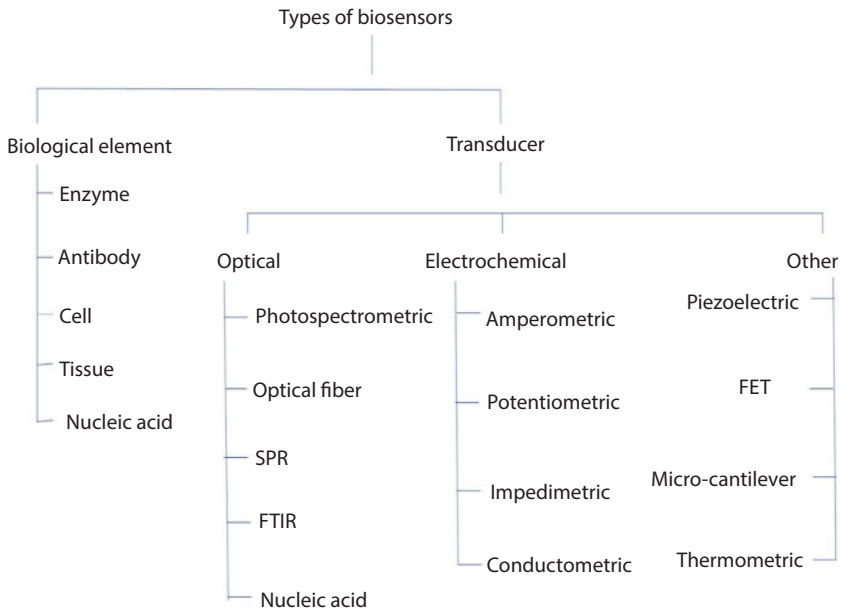 Types of biosensors
Biological element
Enzyme
Antibody
Cell
Tissue
Nucleic acid
Transducer
Optical
Photospectrometric
Optical fiber
SPR
FTIR
Nucleic acid
Electrochemical
Amperometric
Potentiometric
Impedimetric
Conductometric
Other
Piezoelectric
FET
Micro-cantilever
Thermometric